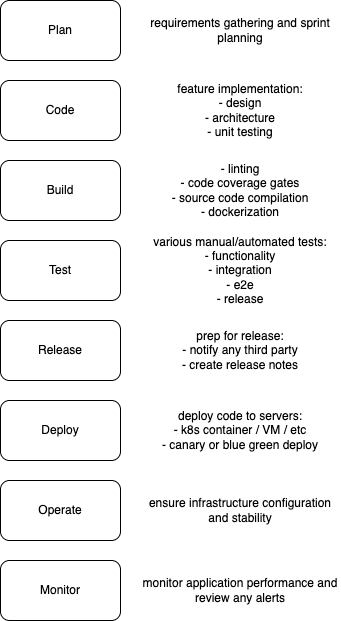 Plan
requirements gathering and sprint
planning
Code
feature implementation:
- design
- architecture
- unit testing
Build
- linting
- code coverage gates
- source code compilation
- dockerization
Test
various manual/automated tests:
- functionality
- integration
- e2e
- release
Release
prep for release:
- notify any third party
- create release notes
Deploy
deploy code to servers:
- k8s container / VM / etc
- canary or blue green deploy
Operate
ensure infrastructure configuration
and stability
Monitor
monitor application performance and
review any alerts